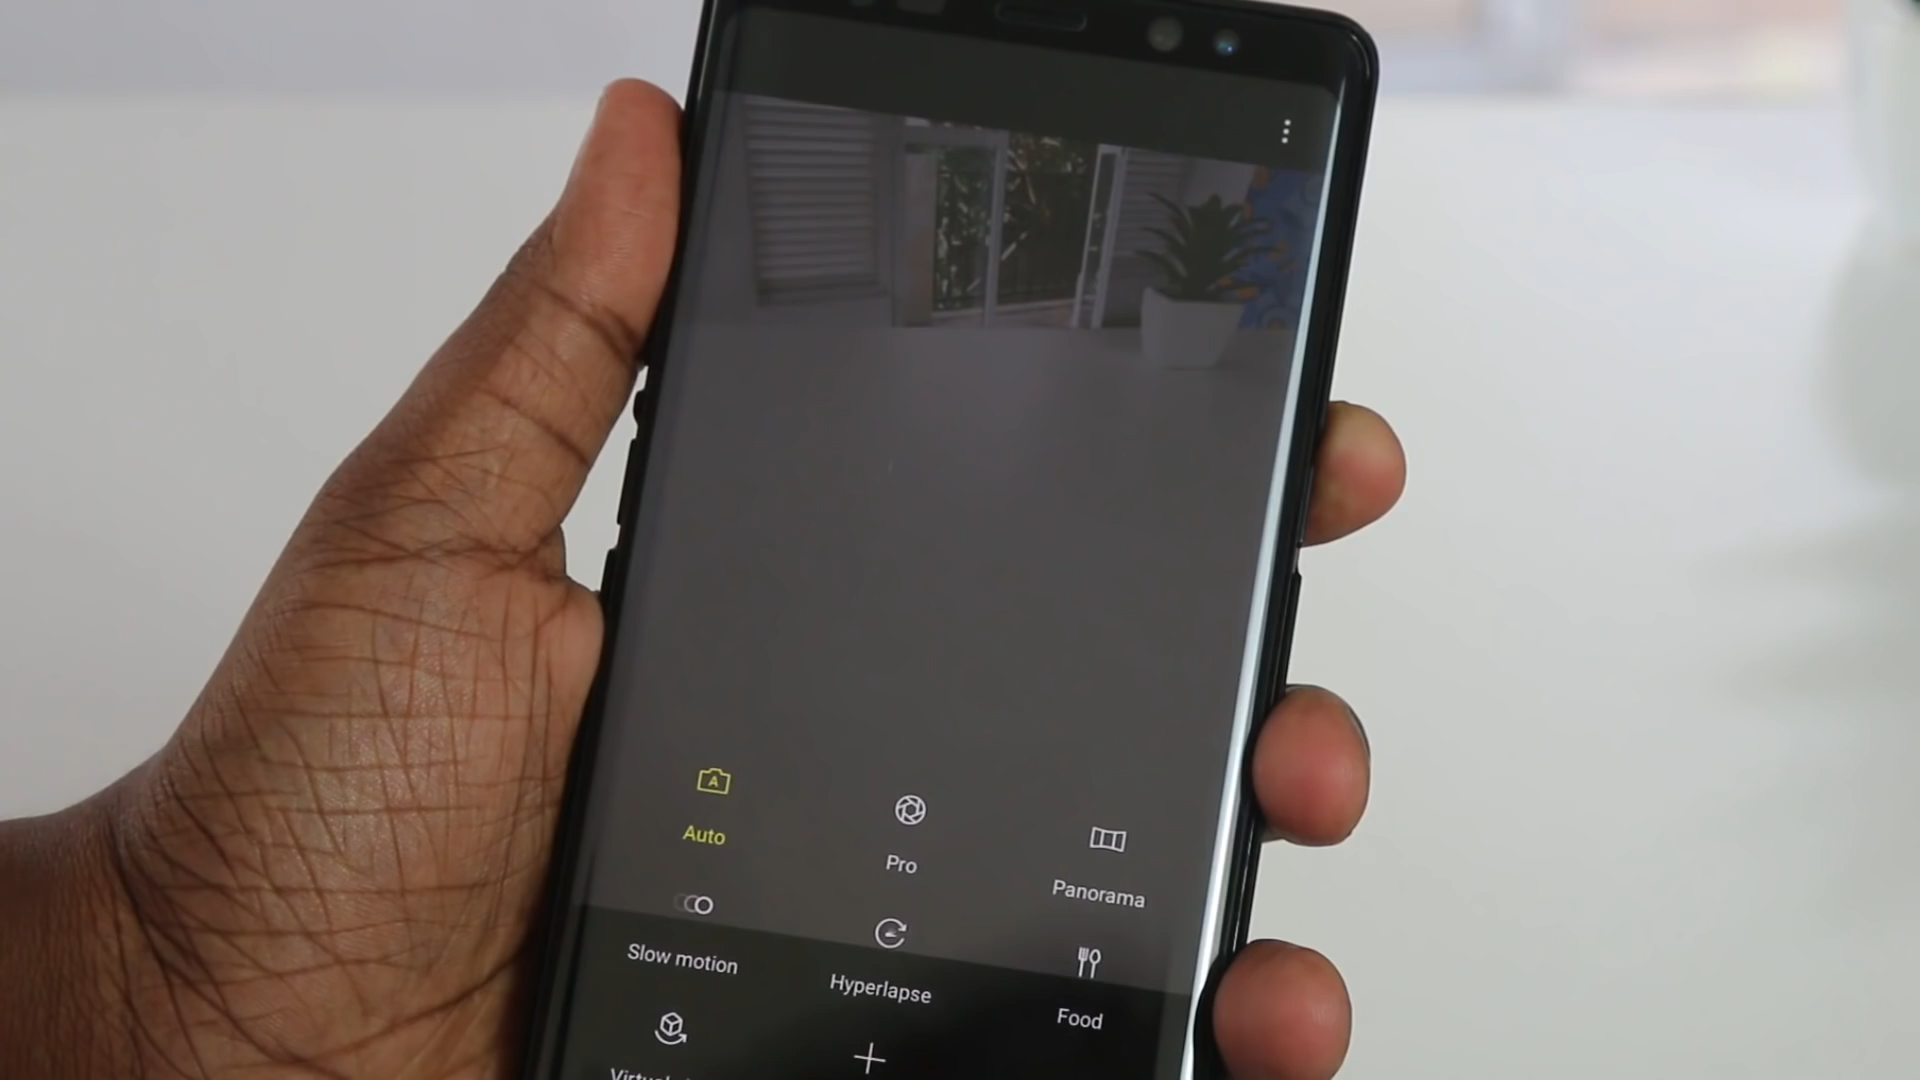 Auto
Pro
Panorama
Slow motion
Hyperlapse
Food